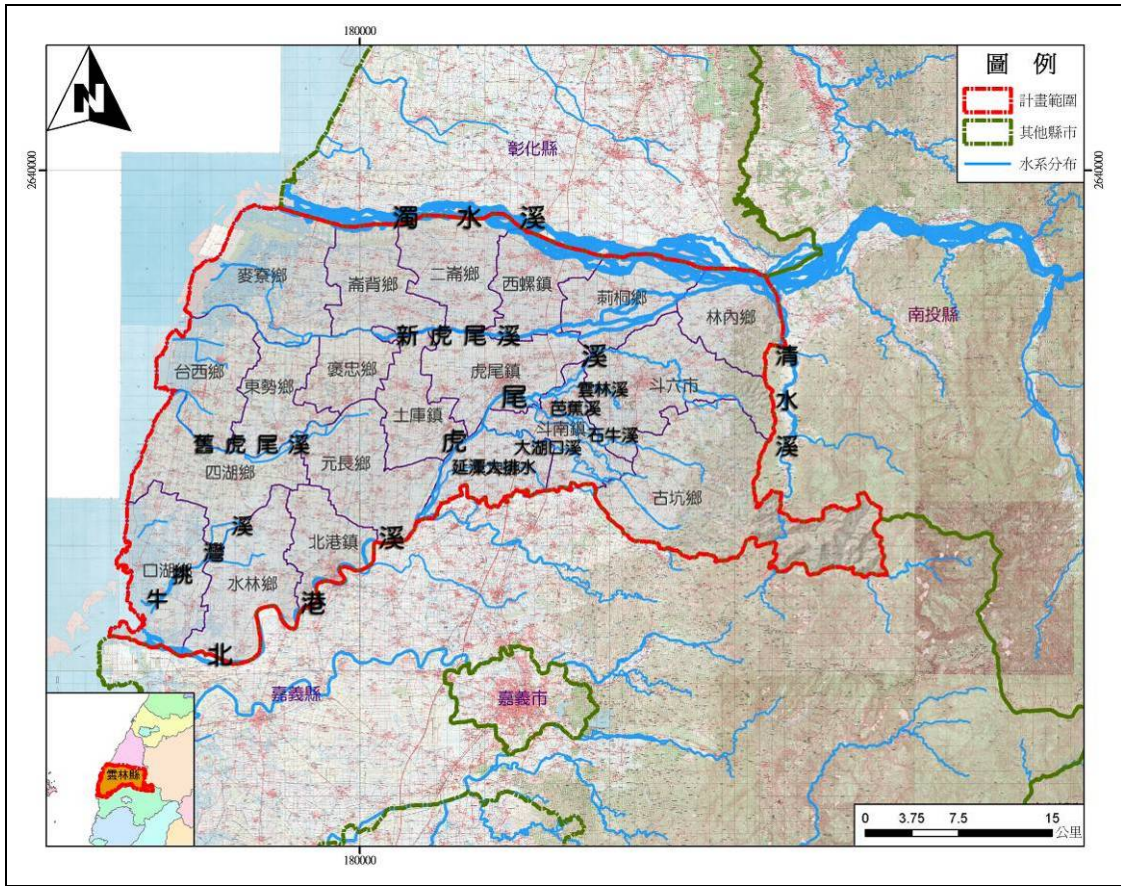 180000
圖 例
計畫範圍
其他縣市
水系分布
N
2640000
2640000
彰化縣
濁 水 溪
麥寮鄉
崙背鄉
二崙鄉
西螺鎮
莿桐鄉
林內鄉
南投縣
新 虎 尾 溪
台西鄉
東勢鄉
褒忠鄉
虎尾鎮
斗六市
清 水 溪
虎 尾 溪
雲林溪
芭蕉溪
斗南鎮
石牛溪
土庫鎮
大湖口溪
舊 虎 尾 溪
四湖鄉
元長鄉
古坑鄉
北港鎮
口湖鄉
水林鄉
牛 挑 灣 溪
北 港 溪
嘉義縣
嘉義市
雲林縣
0 3.75 7.5 15
公里
180000